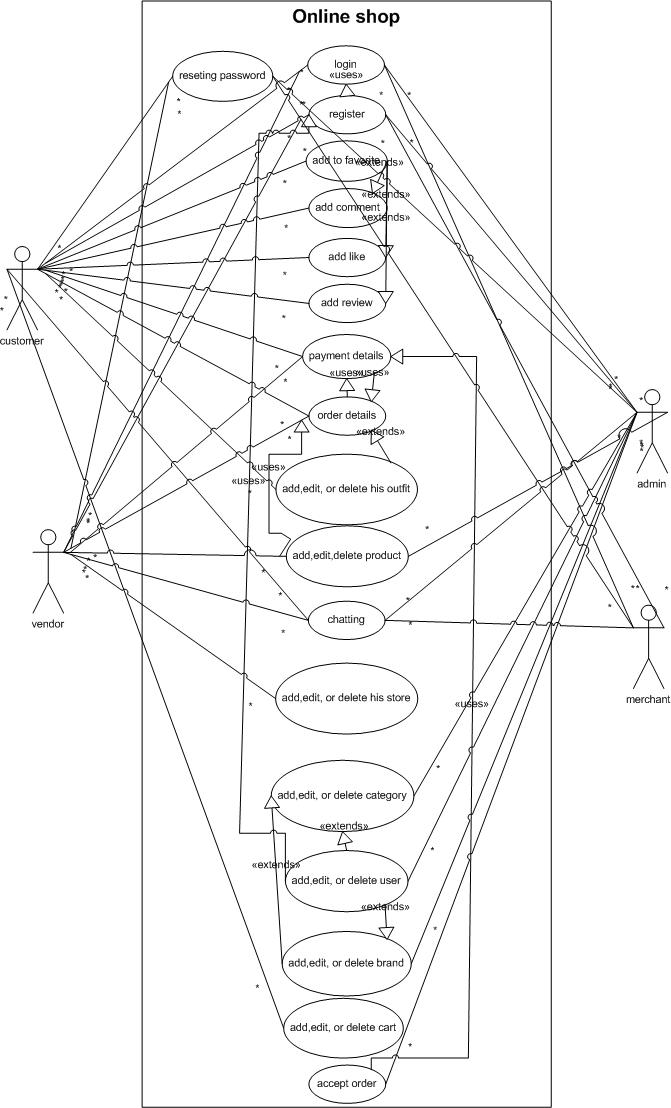 Online shop
login
reseting password
«uses»
register
add to favorite
«extends»
«extends»
add comment
«extends»
add like
add review
customer
payment details
«uses»
«uses»
order details
«extends»
«uses»
«uses»
add,edit, or delete his outfit
admin
add,edit,delete product
vendor
chatting
add,edit, or delete his store
merchant
«uses»
add,edit, or delete category
«extends»
«extends»
add,edit, or delete user
«extends»
add,edit, or delete brand
add,edit, or delete cart
accept order